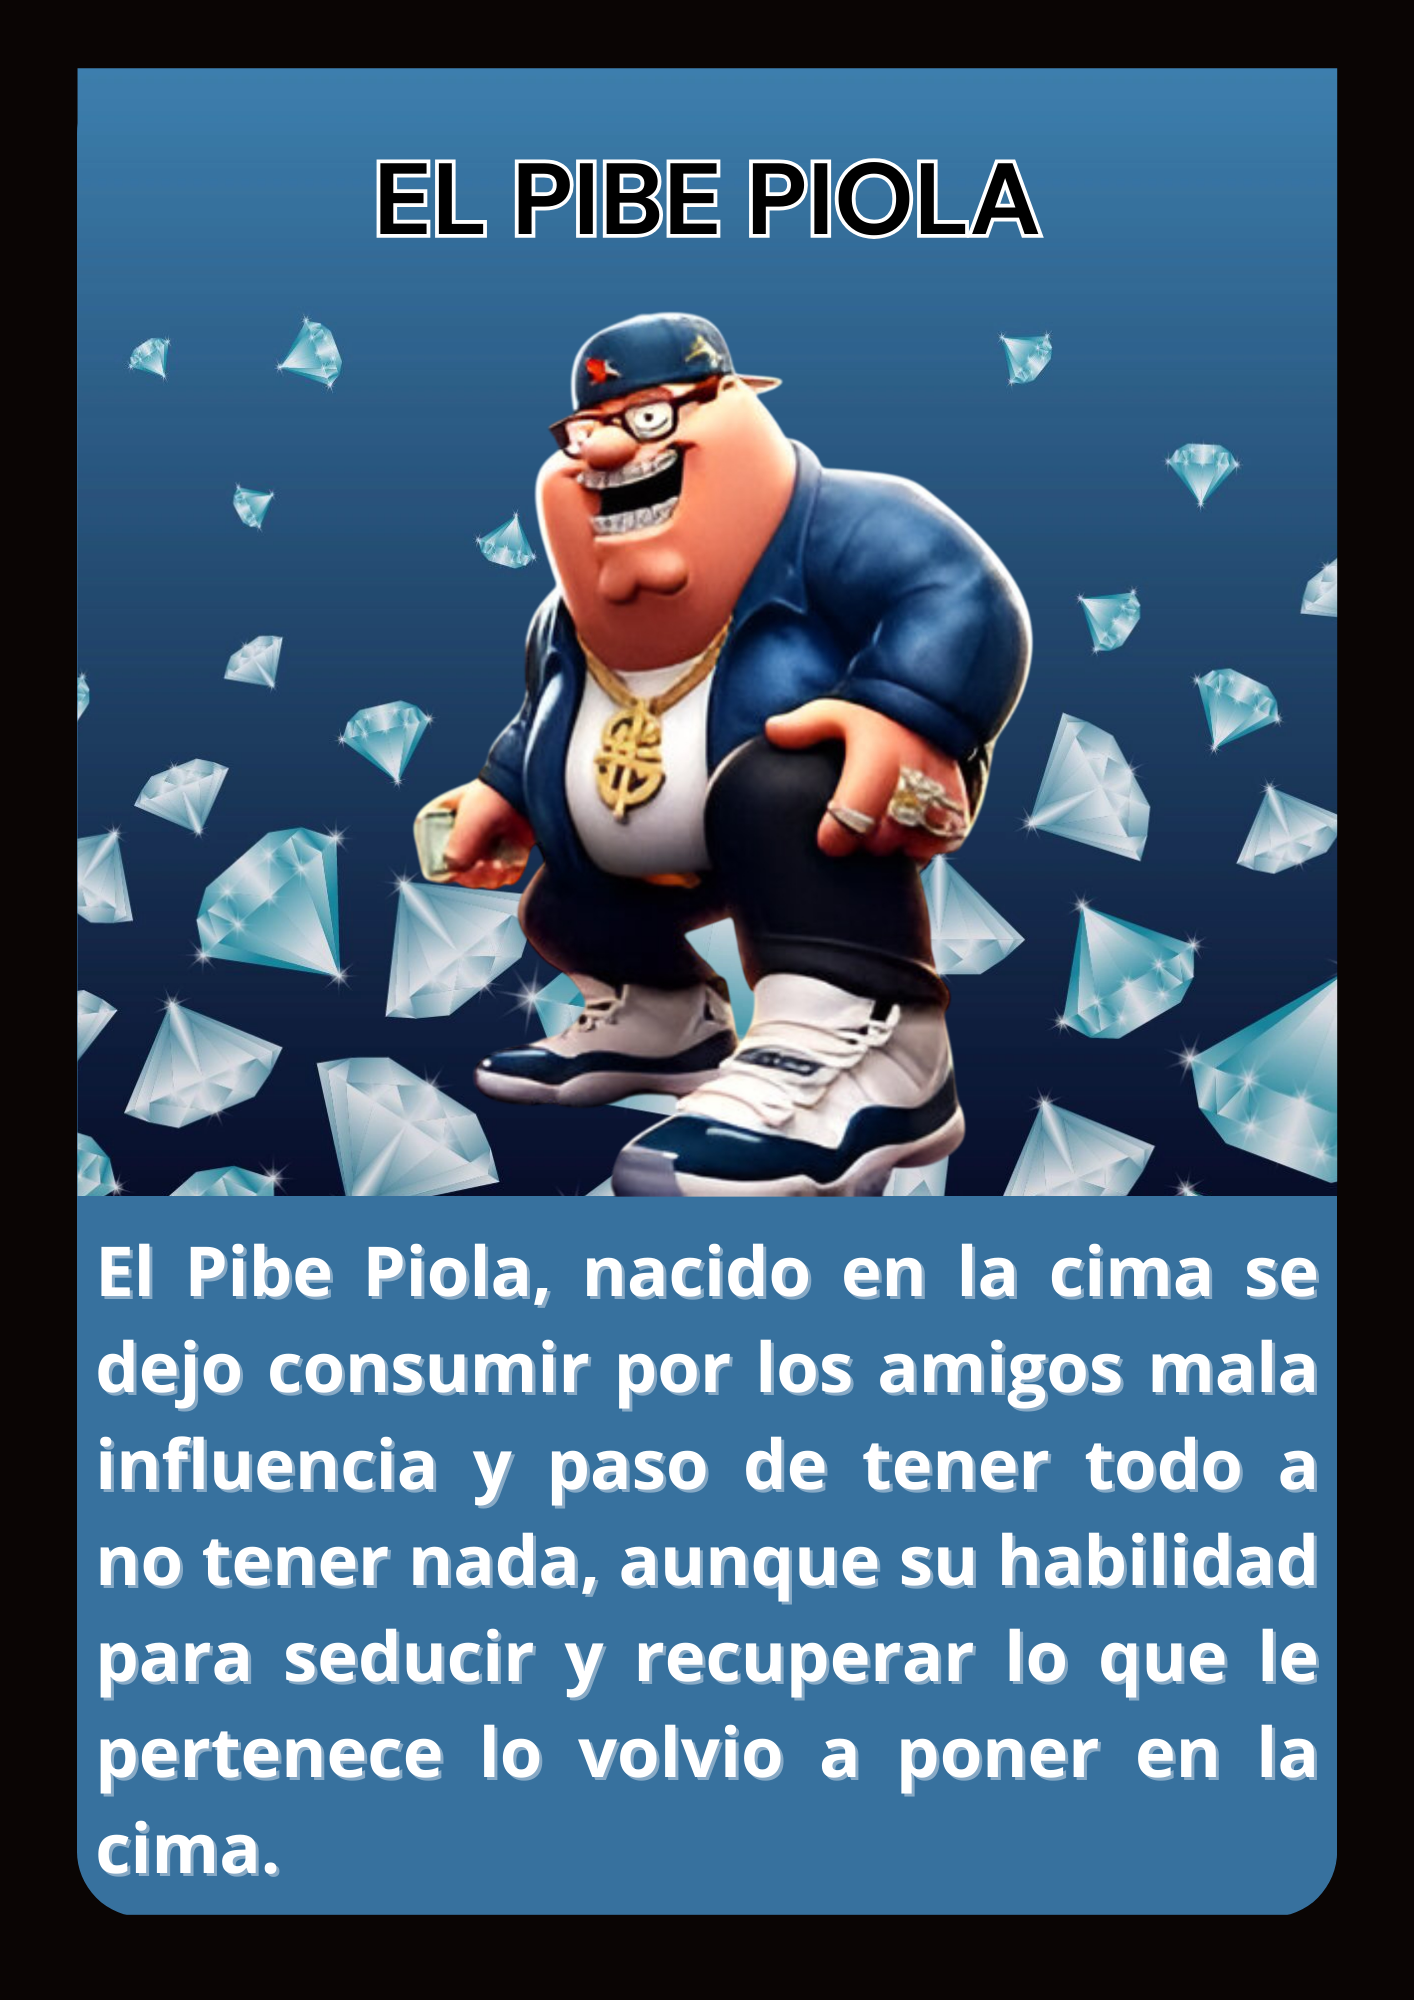 EL PIBE PIOLA
El Pibe Piola, nacido en la cima se
dejo consumir por los amigos mala
influencia y paso de tener todo a
no tener nada, aunque su habilidad
para seducir y recuperar lo que le
pertenece lo volvio a poner en la
cima.